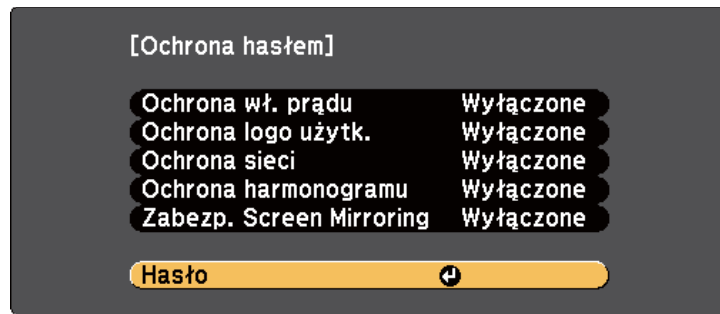 [Ochrona hasłem]
Ochrona wł. prądu Wyłączone
Ochrona logo użytk. Wyłączone
Ochrona sieci Wyłączone
Ochrona harmonogramu Wyłączone
Zabezp. Screen Mirroring Wyłączone
Hasło